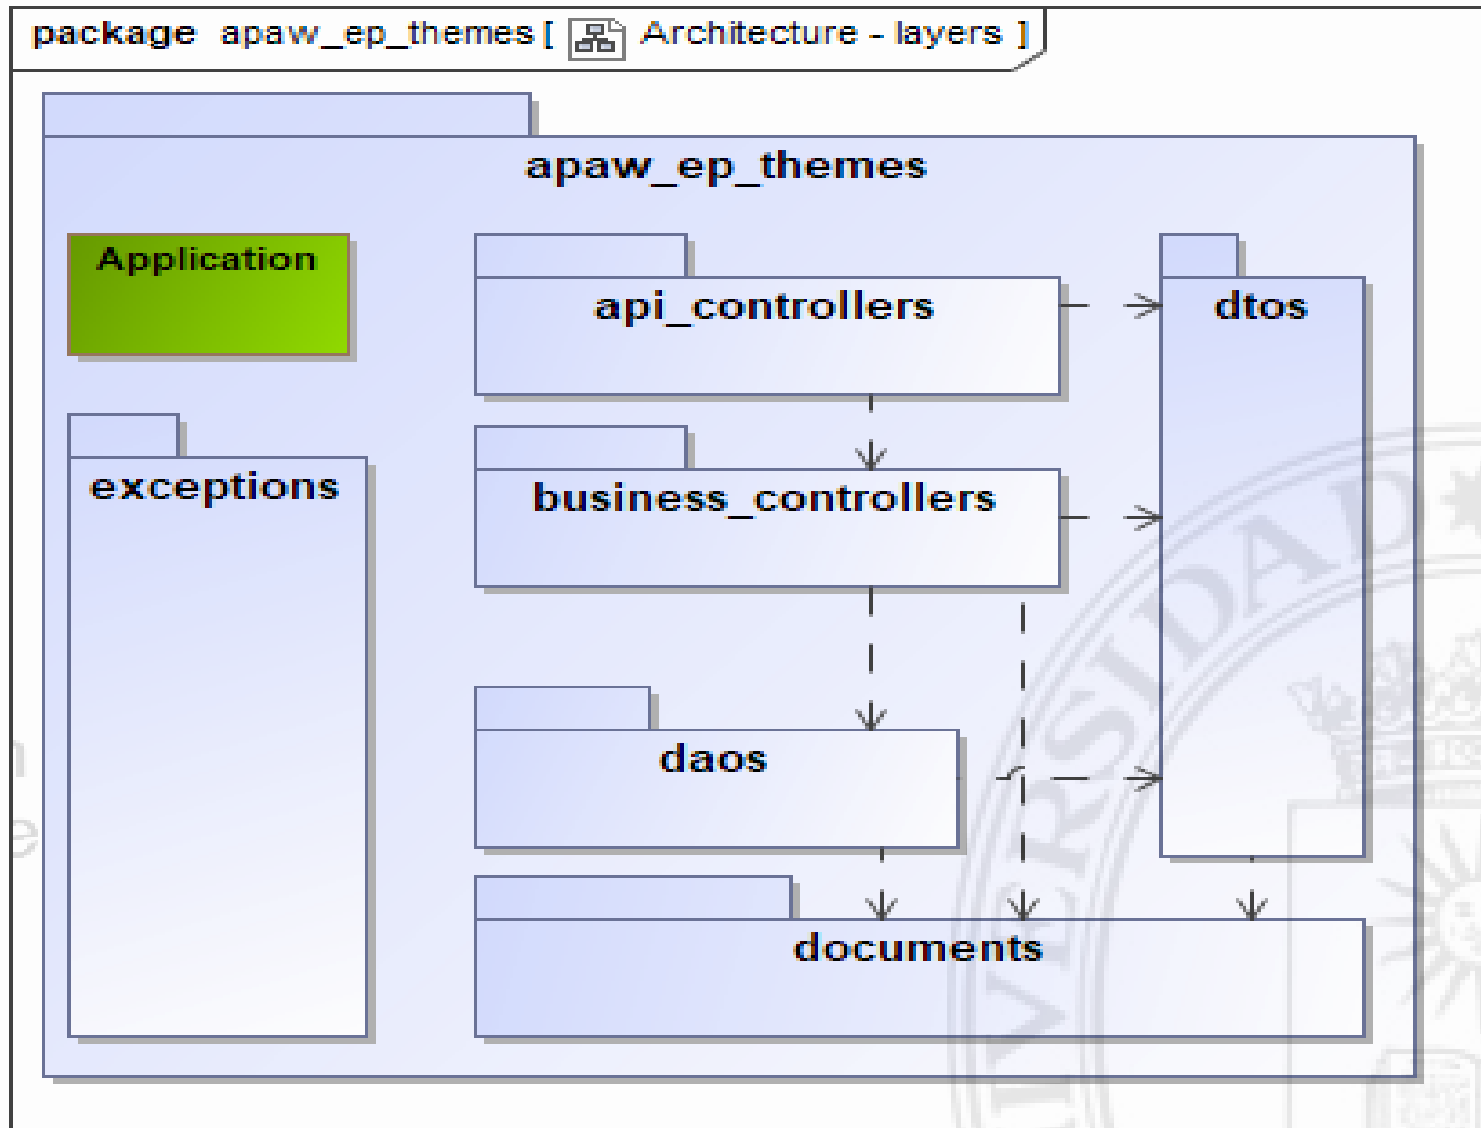 package apaw_ep_themes [ Architecture - layers ]
apaw_ep_themes
Application
api_controllers
dtos
exceptions
business_controllers
daos
documents